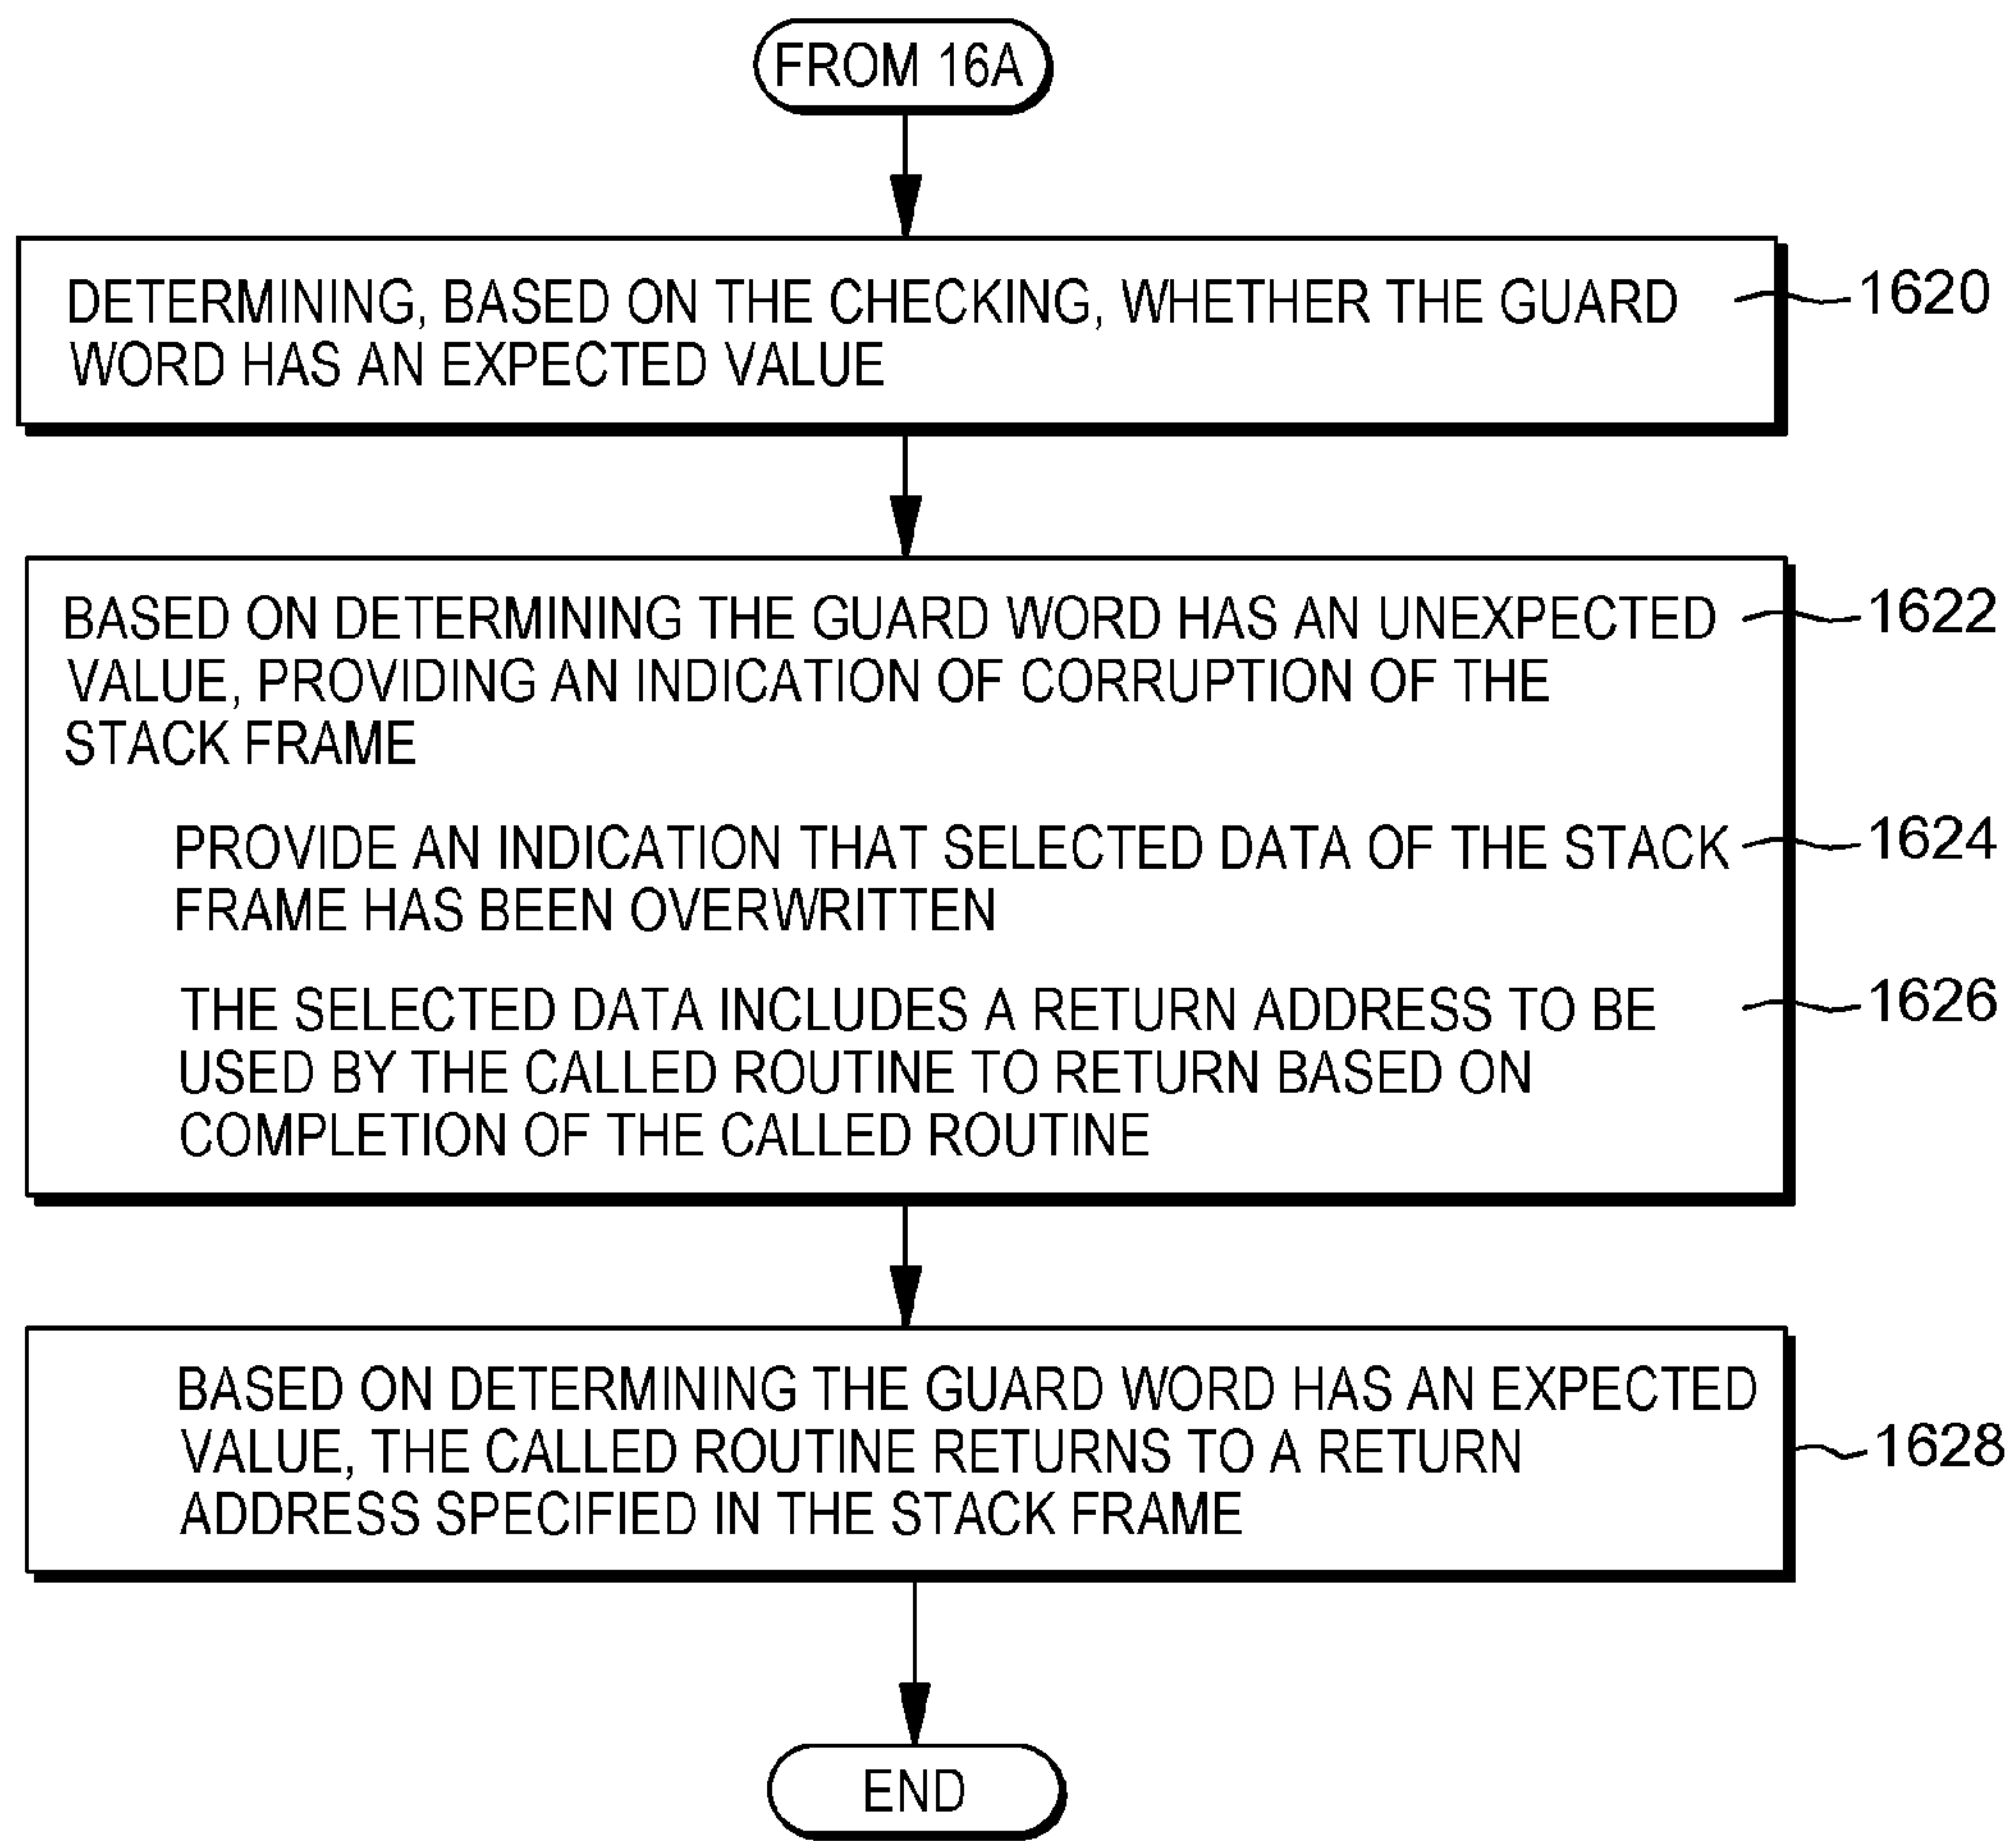 FROM 16A
DETERMINING, BASED ON THE CHECKING, WHETHER THE GUARD
WORD HAS AN EXPECTED VALUE
1620
BASED ON DETERMINING THE GUARD WORD HAS AN UNEXPECTED
VALUE, PROVIDING AN INDICATION OF CORRUPTION OF THE
STACK FRAME
1622
PROVIDE AN INDICATION THAT SELECTED DATA OF THE STACK
FRAME HAS BEEN OVERWRITTEN
1624
THE SELECTED DATA INCLUDES A RETURN ADDRESS TO BE
USED BY THE CALLED ROUTINE TO RETURN BASED ON
COMPLETION OF THE CALLED ROUTINE
1626
BASED ON DETERMINING THE GUARD WORD HAS AN EXPECTED
VALUE, THE CALLED ROUTINE RETURNS TO A RETURN
ADDRESS SPECIFIED IN THE STACK FRAME
1628
END